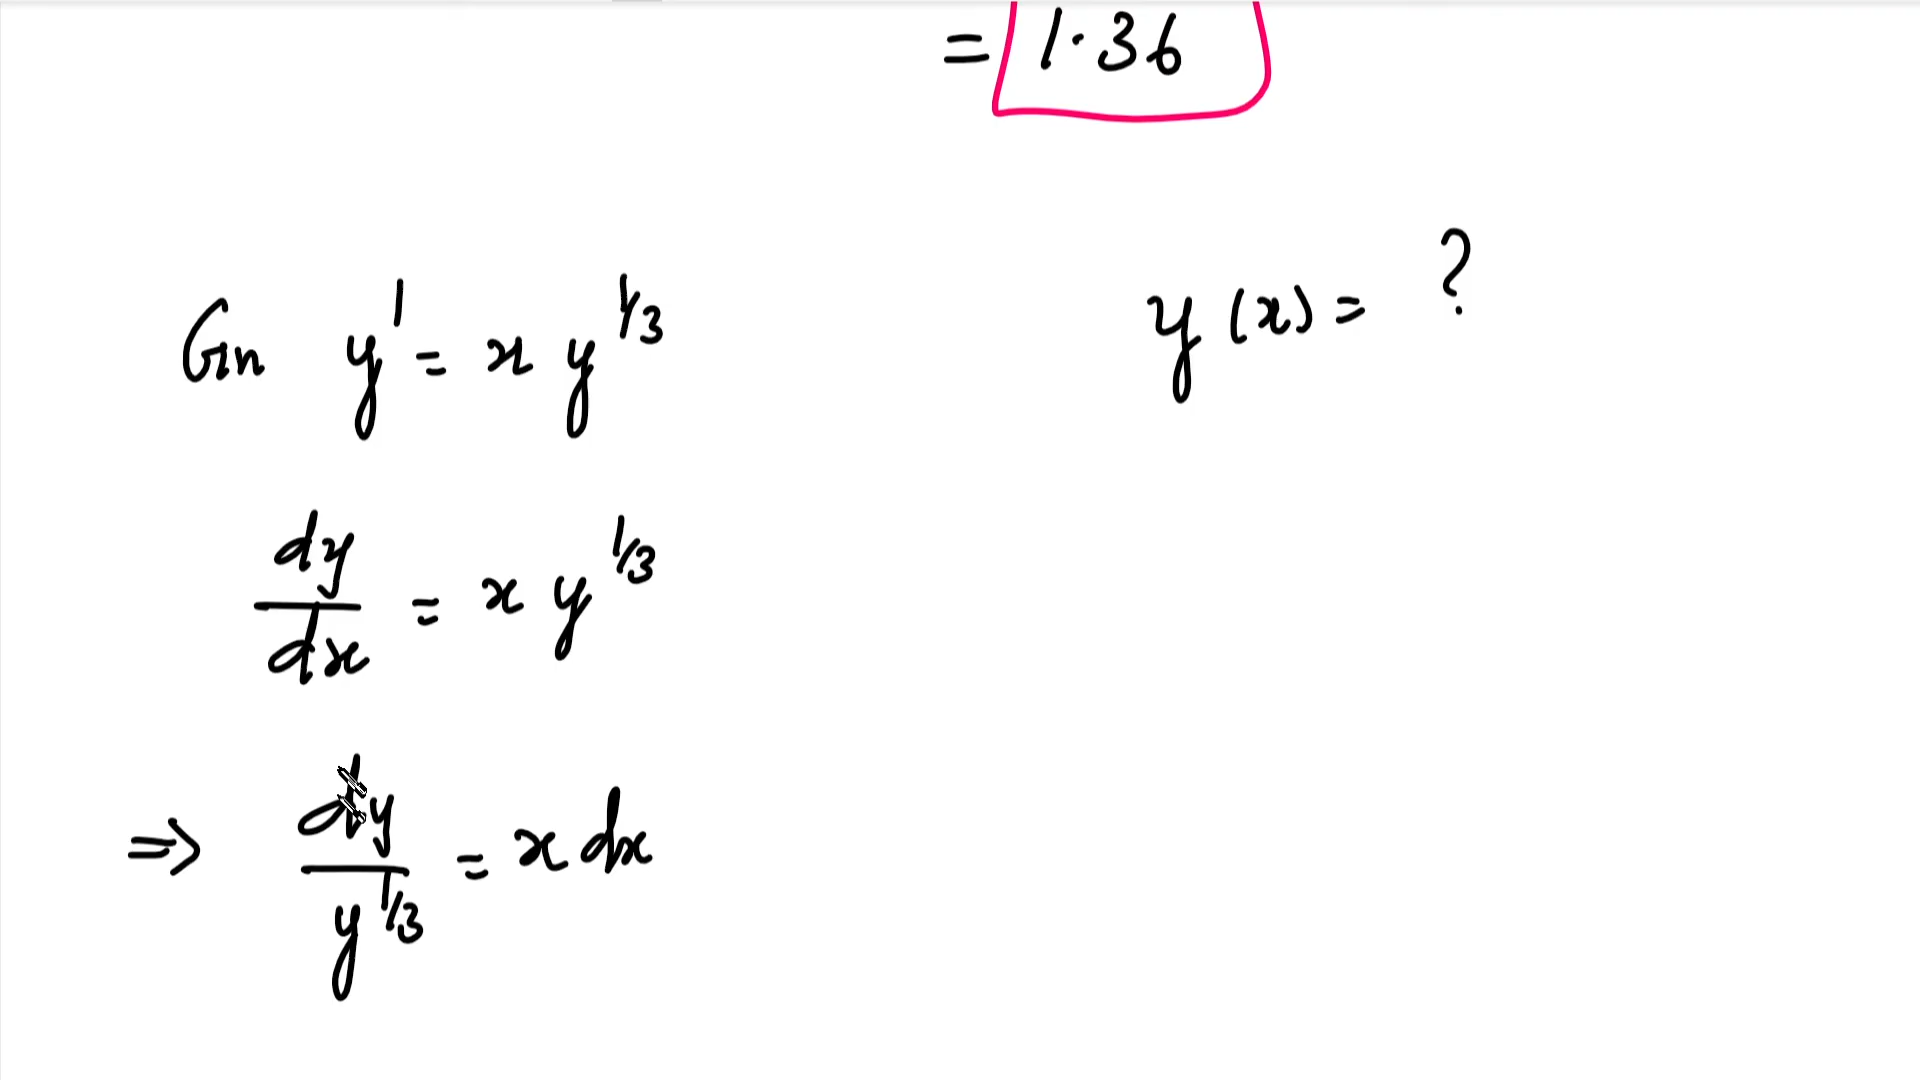 = 1.36
Gn y' = x y^{1/3}
y(x) = ?
dy/dx = x y^{1/3}
⇒ dy/y^{1/3} = x dx